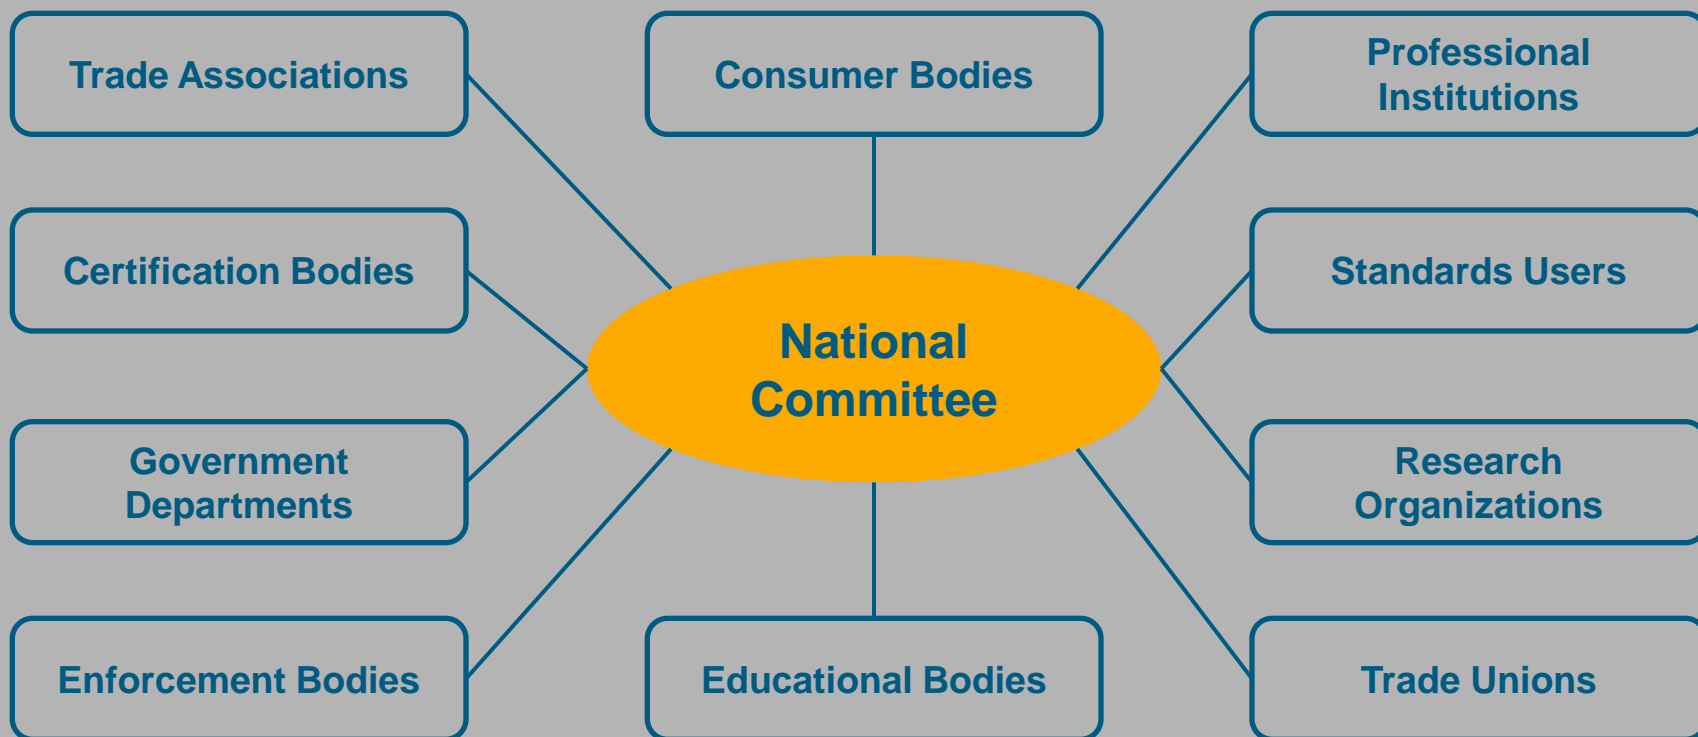 Trade Associations
Consumer Bodies
Professional
Institutions
Certification Bodies
Standards Users
National
Committee
Government
Departments
Research
Organizations
Enforcement Bodies
Educational Bodies
Trade Unions